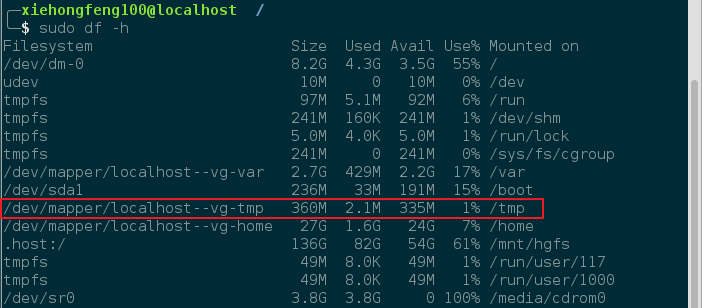 xiehongfeng100@localhost /
$ sudo df -h
Filesystem Size Used Avail Use% Mounted on
/dev/dm-0 8.2G 4.3G 3.5G 55% /
udev 10M 0 10M 0% /dev
tmpfs 97M 5.1M 92M 6% /run
tmpfs 241M 160K 241M 1% /dev/shm
tmpfs 5.0M 4.0K 5.0M 1% /run/lock
tmpfs 241M 0 241M 0% /sys/fs/cgroup
/dev/mapper/localhost--vg-var 2.7G 429M 2.2G 17% /var
/dev/sda1 236M 33M 191M 15% /boot
/dev/mapper/localhost--vg-tmp 360M 2.1M 335M 1% /tmp
/dev/mapper/localhost--vg-home 27G 1.6G 24G 7% /home
.host:/ 136G 82G 54G 61% /mnt/hgfs
tmpfs 49M 8.0K 49M 1% /run/user/117
tmpfs 49M 8.0K 49M 1% /run/user/1000
/dev/sr0 3.8G 3.8G 0 100% /media/cdrom0